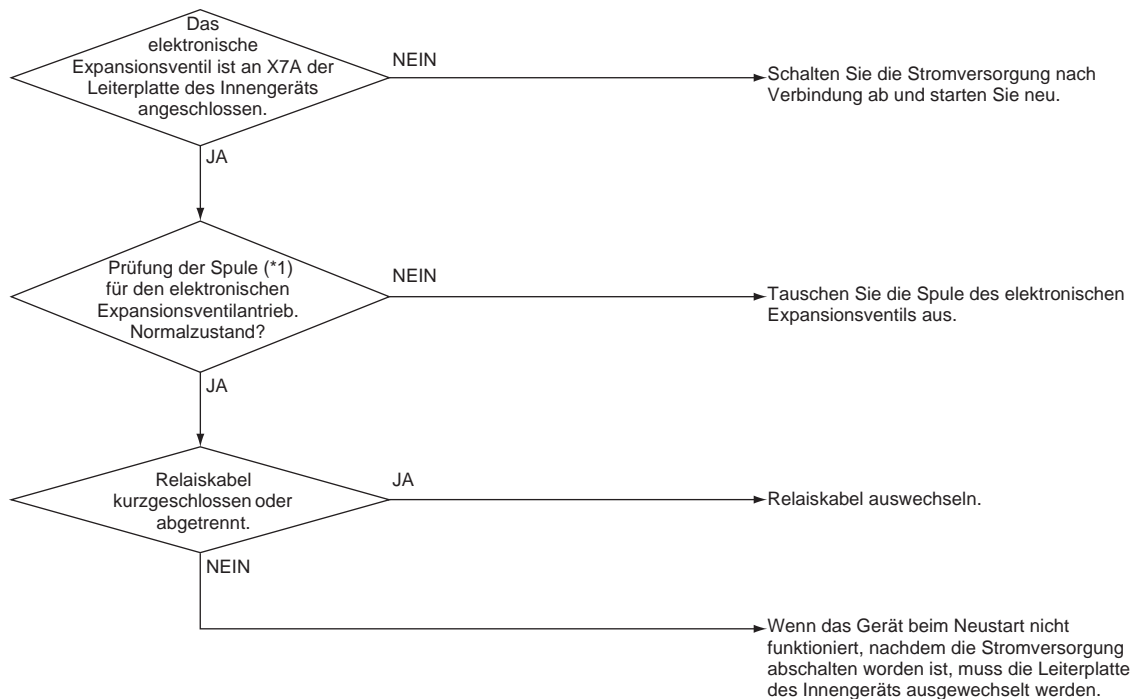 Das
elektronische
Expansionsventil ist an X7A der
Leiterplatte des Innengeräts
angeschlossen.
NEIN
Schalten Sie die Stromversorgung nach
Verbindung ab und starten Sie neu.
JA
Prüfung der Spule (*1)
für den elektronischen
Expansionsventilantrieb.
Normalzustand?
NEIN
Tauschen Sie die Spule des elektronischen
Expansionsventils aus.
JA
Relaiskabel
kurzgeschlossen oder
abgetrennt.
JA
Relaiskabel auswechseln.
NEIN
Wenn das Gerät beim Neustart nicht
funktioniert, nachdem die Stromversorgung
abschalten worden ist, muss die Leiterplatte
des Innengeräts ausgewechselt werden.